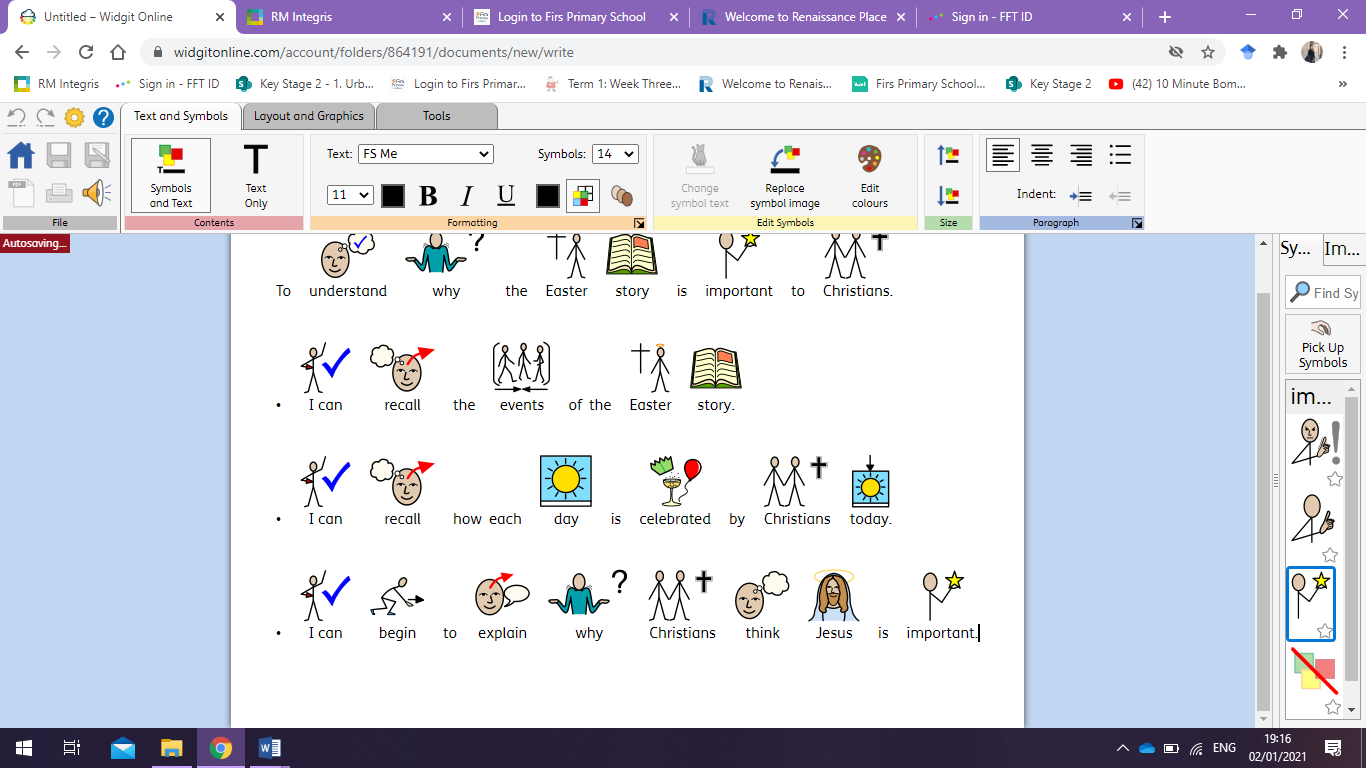 Untitled – Widgit Online
RM Integris
Login to Firs Primary School
Welcome to Renaissance Place
Sign in - FFT ID
widgitonline.com/account/folders/864191/documents/new/write
RM Integris
Sign in - FFT ID
Key Stage 2 - 1. Urb...
Login to Firs Primar...
Term 1: Week Three...
Welcome to Renais...
Firs Primary School...
Key Stage 2
(42) 10 Minute Bom...
»
Text and Symbols
Layout and Graphics
Tools
Symbols and Text
T
Text Only
Text: FS Me
Symbols: 14
11
B I U
Change symbol text
Replace symbol image
Edit colours
Indent:
PDF
File
Contents
Formatting
Edit Symbols
Size
Paragraph
Autosaving...
Sy...
Im...
To understand why the Easter story is important to Christians.
• I can recall the events of the Easter story.
• I can recall how each day is celebrated by Christians today.
• I can begin to explain why Christians think Jesus is important.
Find Sy
Pick Up Symbols
im...
ENG
19:16
02/01/2021